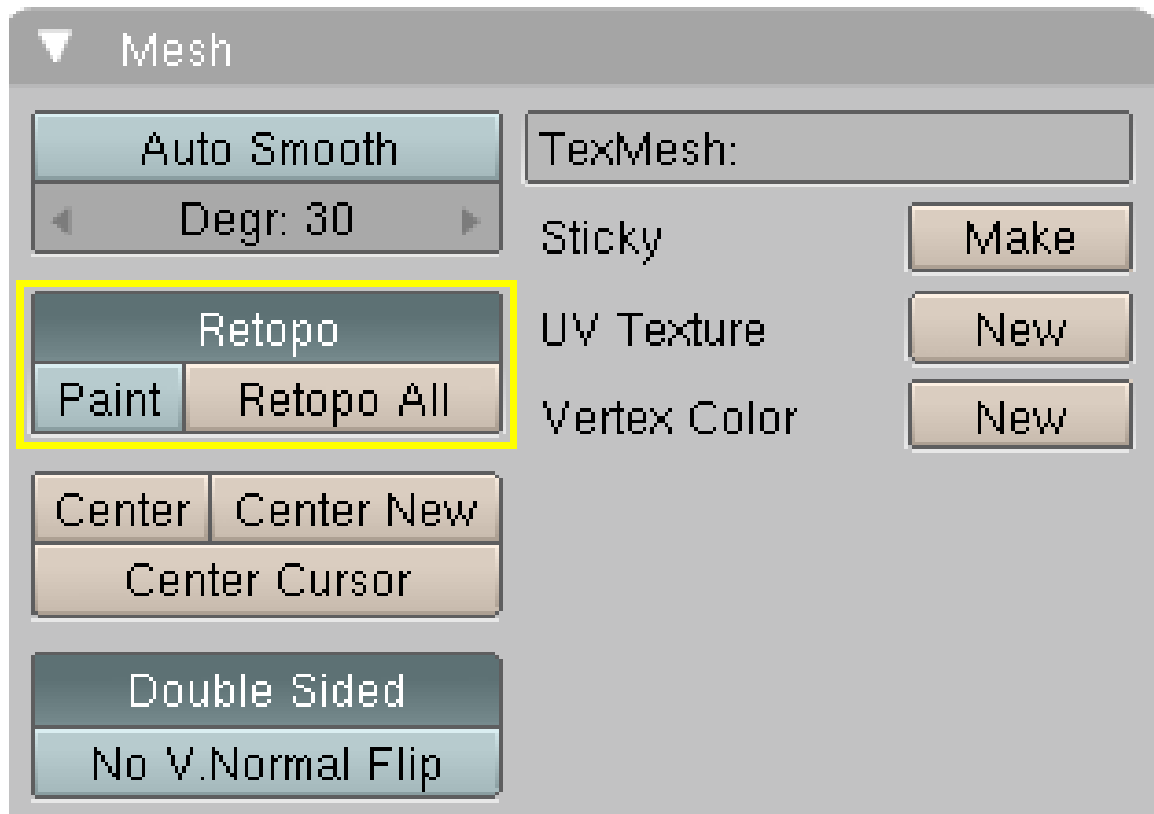 Mesh
Auto Smooth
Degr: 30
Retopo
Paint Retopo All
Center Center New
Center Cursor
Double Sided
No V.Normal Flip
TexMesh:
Sticky Make
UV Texture New
Vertex Color New